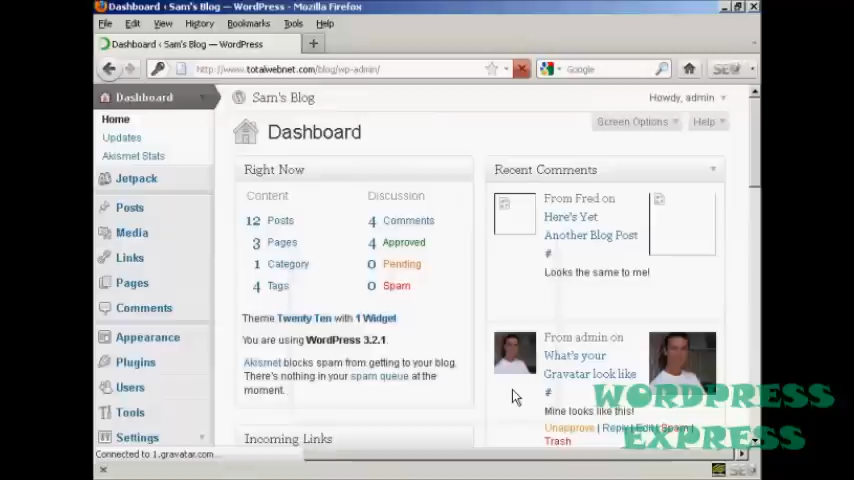 Dashboard ‹ Sam's Blog — WordPress - Mozilla Firefox
File Edit View History Bookmarks Tools Help
Dashboard ‹ Sam's Blog — WordPress
http://www.totalwebnet.com/blog/wp-admin/
Google
SEO
Dashboard
Sam's Blog
Howdy, admin
Home
Updates
Akismet Stats
Jetpack
Posts
Media
Links
Pages
Comments
Appearance
Plugins
Users
Tools
Settings
Dashboard
Screen Options
Help
Right Now
Content
Discussion
12 Posts
4 Comments
3 Pages
4 Approved
1 Category
0 Pending
4 Tags
0 Spam
Theme Twenty Ten with 1 Widget
You are using WordPress 3.2.1.
Akismet blocks spam from getting to your blog.
There's nothing in your spam queue at the
moment.
Incoming Links
Recent Comments
From Fred on
Here's Yet
Another Blog Post
#
Looks the same to me!
From admin on
What's your
Gravatar look like
#
Mine looks like this!
Unapprove | Reply | Edit | Spam |
Trash
WORDPRESS
EXPRESS
Connected to 1.gravatar.com...